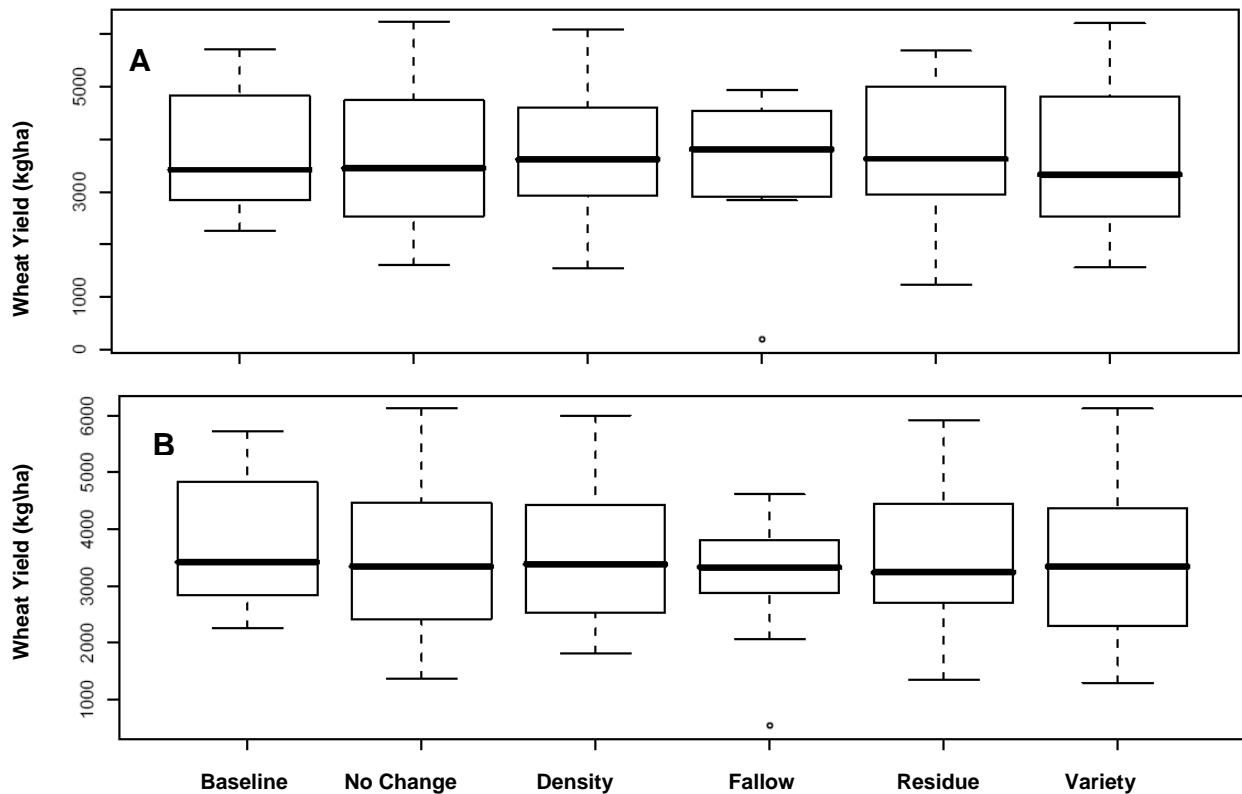 A
Wheat Yield (kg\ha)
5000
3000
1000
0
B
Wheat Yield (kg\ha)
6000
5000
4000
3000
2000
1000
Baseline No Change Density Fallow Residue Variety